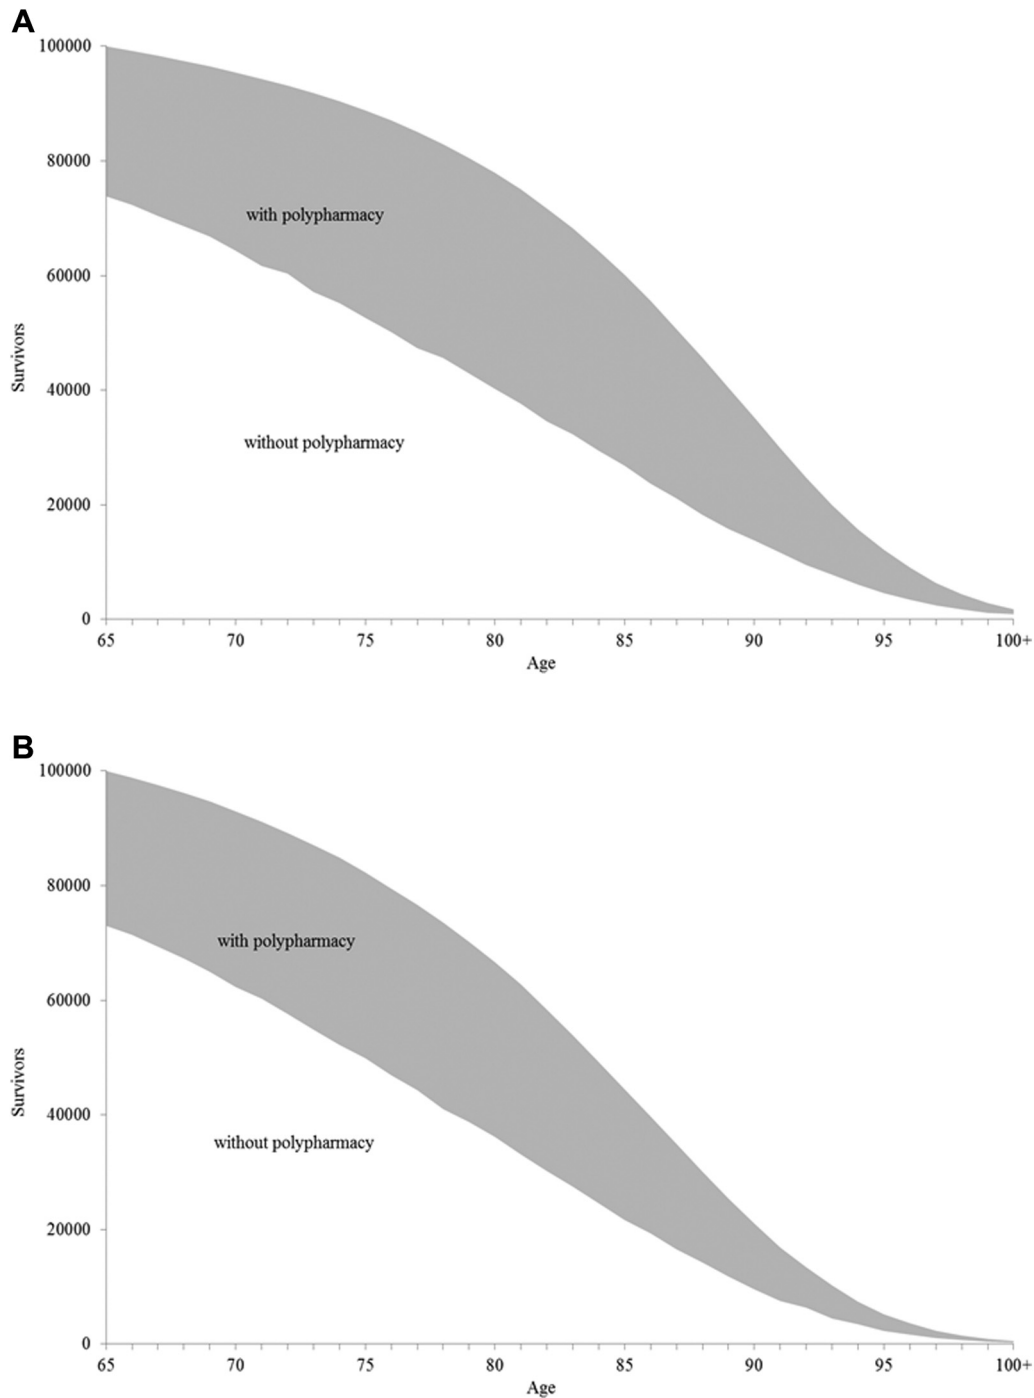 A
100000
80000
with polypharmacy
60000
Survivors
40000
without polypharmacy
20000
0
65 70 75 80 85 90 95 100+
Age
B
100000
80000
with polypharmacy
60000
Survivors
40000
without polypharmacy
20000
0
65 70 75 80 85 90 95 100+
Age